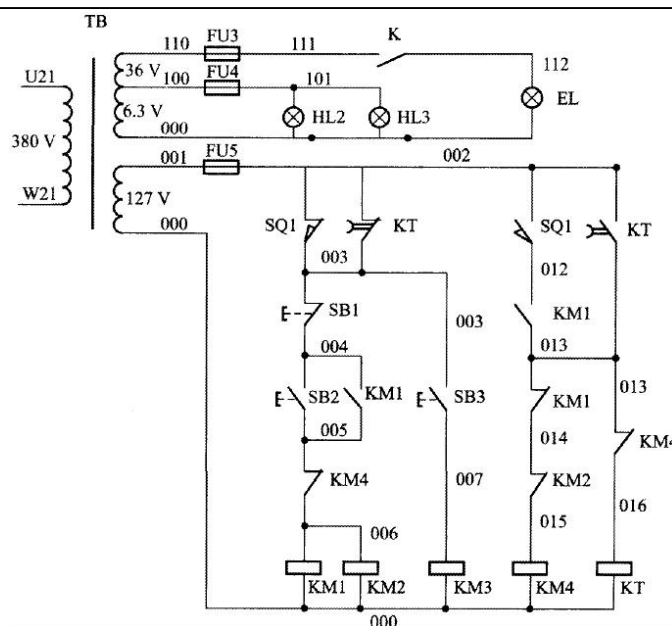 TB
110 FU3 111 K
36 V 112
U21 100 FU4 101
HL2 HL3 EL
6.3 V
380 V 000
001 FU5 002
W21 127 V
000
SQ1 KT SQ1 KT
003 012
SB1 003 KM1
004 013
SB2 KM1 SB3 KM1 013
005 014 KM4
KM4 007 KM2
006 015 016
KM1 KM2 KM3 KM4 KT
000